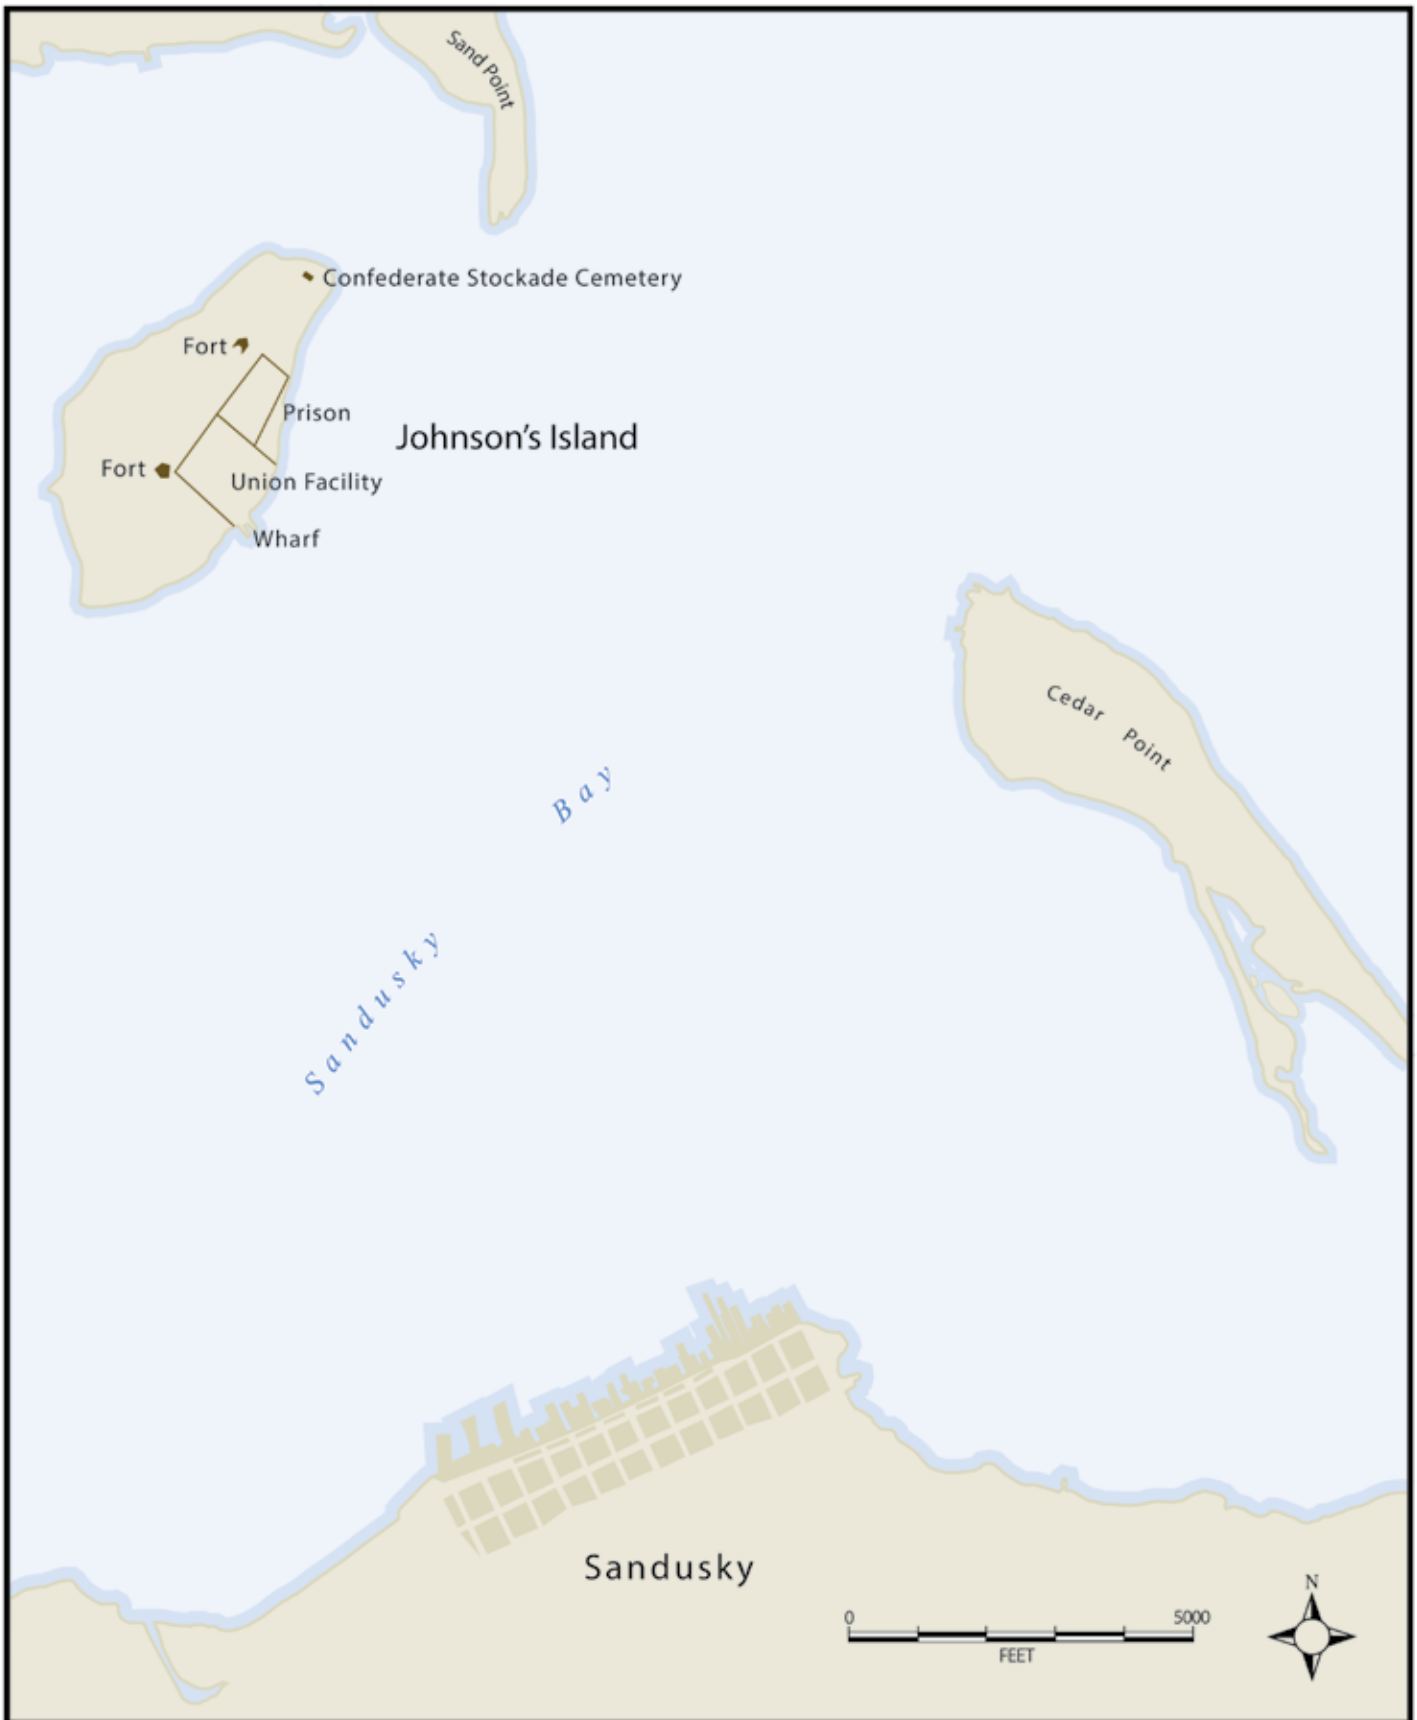 Sand Point
Confederate Stockade Cemetery
Fort
Prison
Johnson's Island
Fort
Union Facility
Wharf
Cedar Point
Bay
Sandusky
Sandusky
N
0 5000
FEET